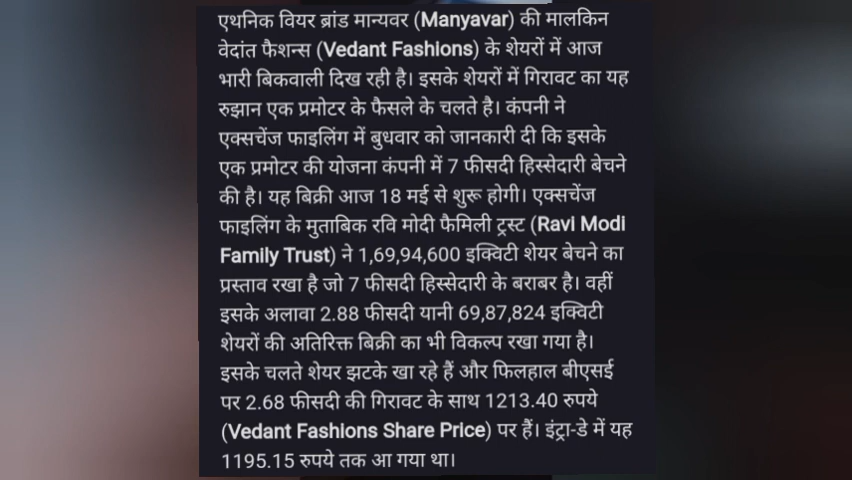 एथनिक वियर ब्रांड मान्यवर (Manyavar) की मालकिन
वेदांत फैशन्स (Vedant Fashions) के शेयरों में आज
भारी बिकवाली दिख रही है। इसके शेयरों में गिरावट का यह
रुझान एक प्रमोटर के फैसले के चलते है। कंपनी ने
एक्सचेंज फाइलिंग में बुधवार को जानकारी दी कि इसके
एक प्रमोटर की योजना कंपनी में 7 फीसदी हिस्सेदारी बेचने
की है। यह बिक्री आज 18 मई से शुरू होगी। एक्सचेंज
फाइलिंग के मुताबिक रवि मोदी फैमिली ट्रस्ट (Ravi Modi
Family Trust) ने 1,69,94,600 इक्विटी शेयर बेचने का
प्रस्ताव रखा है जो 7 फीसदी हिस्सेदारी के बराबर है। वहीं
इसके अलावा 2.88 फीसदी यानी 69,87,824 इक्विटी
शेयरों की अतिरिक्त बिक्री का भी विकल्प रखा गया है।
इसके चलते शेयर झटके खा रहे हैं और फिलहाल बीएसई
पर 2.68 फीसदी की गिरावट के साथ 1213.40 रुपये
(Vedant Fashions Share Price) पर हैं। इंट्रा-डे में यह
1195.15 रुपये तक आ गया था।